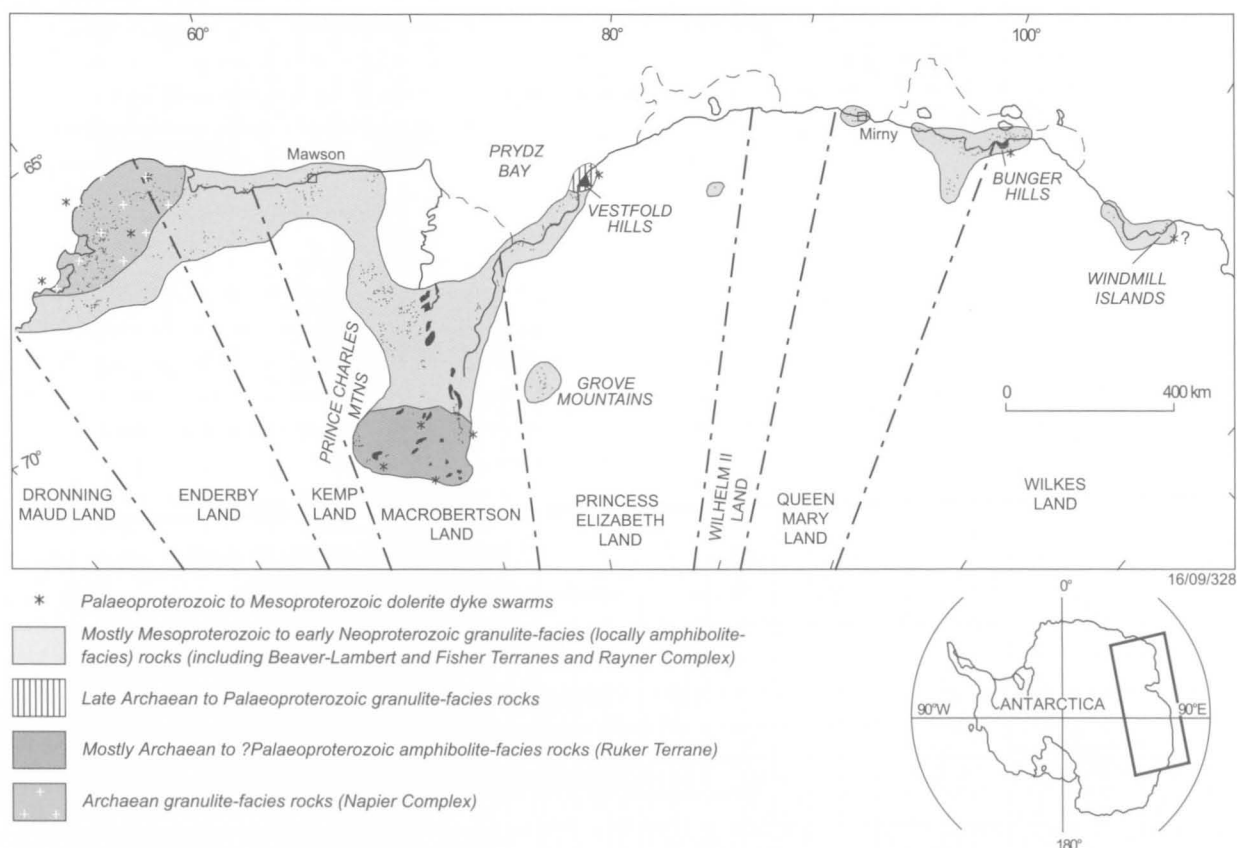 60°
80°
100°
65°
70°
Mawson
PRYDZ
BAY
VESTFOLD
HILLS
Mirny
BUNGER
HILLS
?
WINDMILL
ISLANDS
PRINCE CHARLES
MTNS
GROVE
MOUNTAINS
0 400 km
DRONNING
MAUD LAND
ENDERBY
LAND
KEMP
LAND
MACROBERTSON
LAND
PRINCESS
ELIZABETH
LAND
WILHELM II
LAND
QUEEN
MARY
LAND
WILKES
LAND
16/09/328
* Palaeoproterozoic to Mesoproterozoic dolerite dyke swarms
Mostly Mesoproterozoic to early Neoproterozoic granulite-facies (locally amphibolite-
facies) rocks (including Beaver-Lambert and Fisher Terranes and Rayner Complex)
Late Archaean to Palaeoproterozoic granulite-facies rocks
Mostly Archaean to ?Palaeoproterozoic amphibolite-facies rocks (Ruker Terrane)
Archaean granulite-facies rocks (Napier Complex)
0°
90°W
ANTARCTICA
90°E
180°